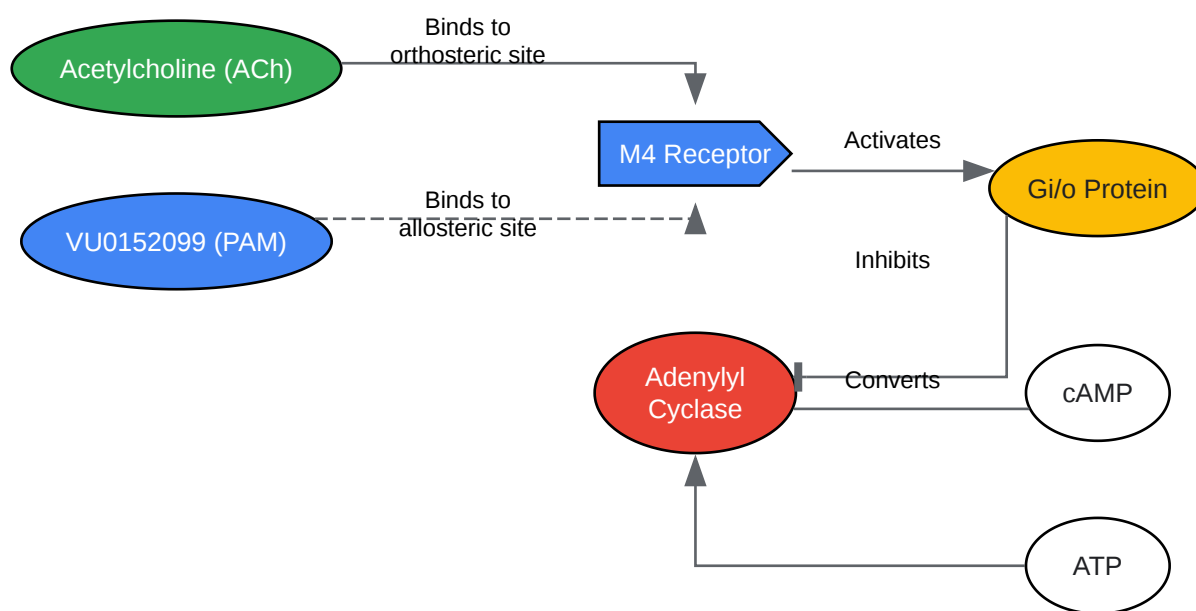 Binds to
orthosteric site
Acetylcholine (ACh)
M4 Receptor
Activates
Gi/o Protein
Binds to
allosteric site
VU0152099 (PAM)
Inhibits
Adenylyl
Cyclase
Converts
cAMP
ATP